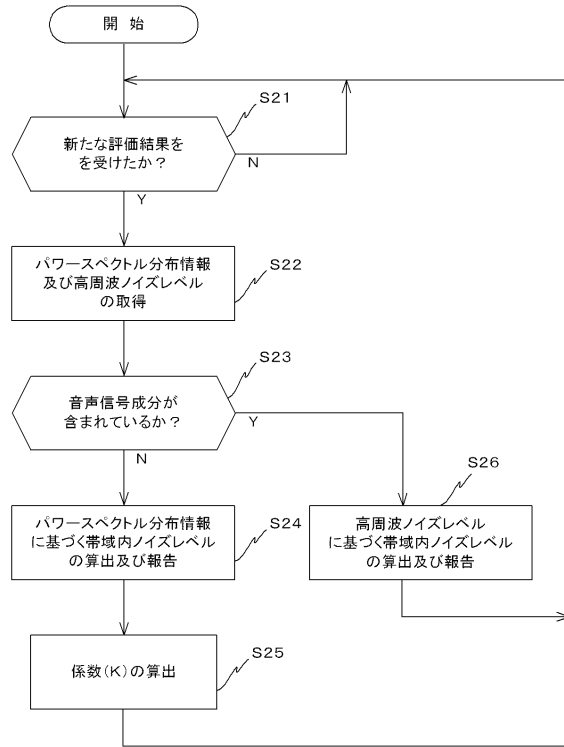 開 始
S21
新たな評価結果を
を受けたか？
N
Y
パワースペクトル分布情報
及び高周波ノイズレベル
の取得
S22
S23
音声信号成分が
含まれているか？
Y
N
S26
パワースペクトル分布情報
に基づく帯域内ノイズレベル
の算出及び報告
S24
高周波ノイズレベル
に基づく帯域内ノイズレベル
の算出及び報告
係数(K)の算出
S25